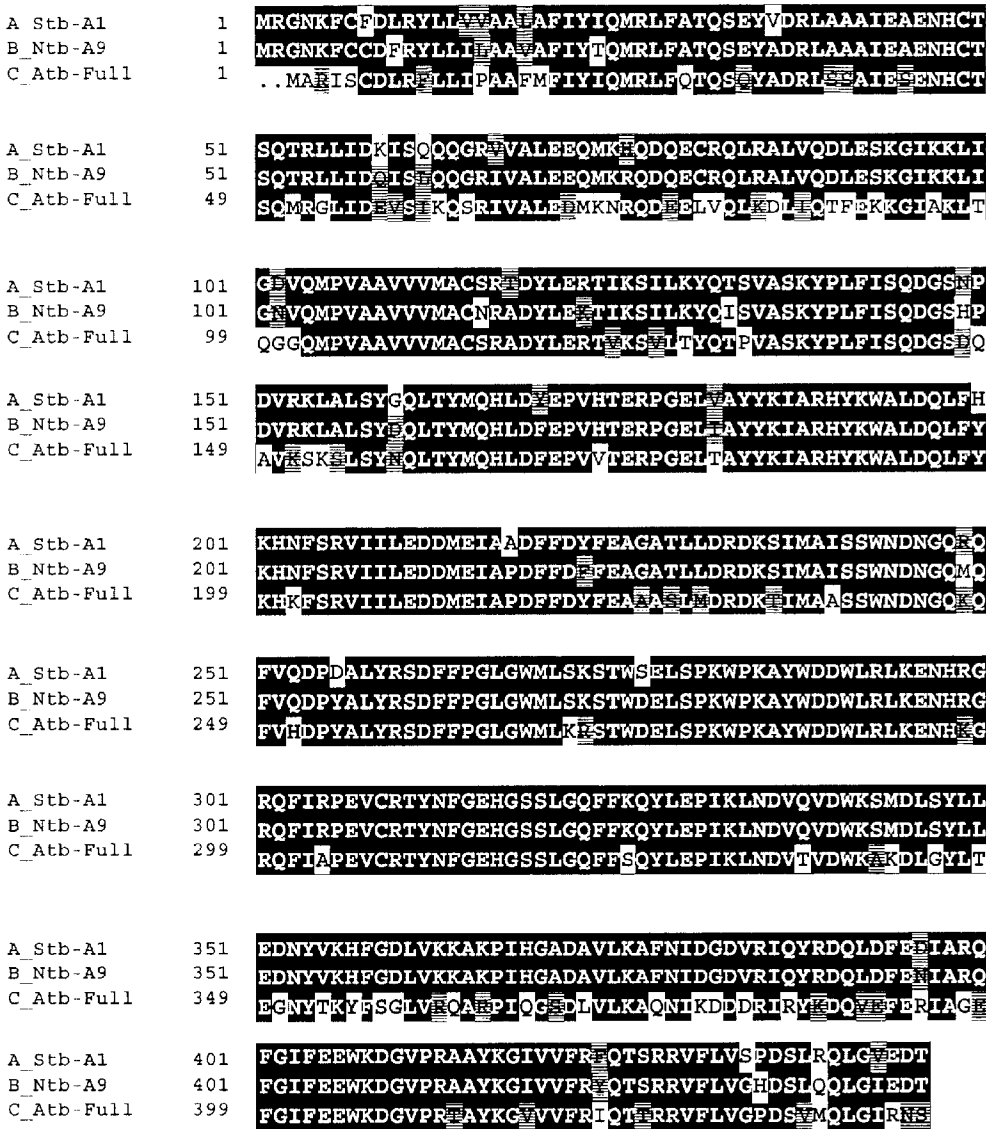 A_Stb-A1 1 MRGNKFCFDLRYLLVVAALAFIYIQMRLFATQSEYVDRLAAAIEAENHCT
B_Ntb-A9 1 MRGNKFCCDFRYLLILAAVAFIYTQMRLFATQSEYADRLAAAIEAENHCT
C_Atb-Full 1 ..MARISCDLRFLLIPAAFMFIYIQMRLFQTQSQYADRLSSAIESENHCT
A_Stb-A1 51 SQTRLLIDKISQQQGRVVALEEQMKHQDQECRQLRALVQDLESKGIKKLI
B_Ntb-A9 51 SQTRLLIDQISLQQGRIVALEEQMKRQDQECRQLRALVQDLESKGIKKLI
C_Atb-Full 49 SQMRGLIDEVSIKQSRIVALEDMKNRQDEELVQLKDLIQTFEKKGIAKLT
A_Stb-A1 101 GDVQMPVAAVVVMACSRTDYLERTIKSILKYQTSVASKYPLFISQDGSNP
B_Ntb-A9 101 GNVQMPVAAVVVMACNRADYLEKTIKSILKYQISVASKYPLFISQDGSHP
C_Atb-Full 99 QGGQMPVAAVVVMACSRADYLERTVKSVLTYQTPVASKYPLFISQDGSDQ
A_Stb-A1 151 DVRKLALSYGQLTYMQHLDYEPVHTERPGELVAYYKIARHYKWALDQLFH
B_Ntb-A9 151 DVRKLALSYDQLTYMQHLDFEPVHTERPGELTAYYKIARHYKWALDQLFY
C_Atb-Full 149 AVKSKSLSYNQLTYMQHLDFEPVVTERPGELTAYYKIARHYKWALDQLFY
A_Stb-A1 201 KHNFSRVIILEDDMEIAADFFDYFEAGATLLDRDKSIMAISSWNDNGQRQ
B_Ntb-A9 201 KHNFSRVIILEDDMEIAPDFFDFFEAGATLLDRDKSIMAISSWNDNGQMQ
C_Atb-Full 199 KHKFSRVIILEDDMEIAPDFFDYFEAAASLMDRDKTIMAASSWNDNGQKQ
A_Stb-A1 251 FVQDPDALYRSDFFPGLGWMLSKSTWSELSPKWPKAYWDDWLRLKENHRG
B_Ntb-A9 251 FVQDPYALYRSDFFPGLGWMLSKSTWDELSPKWPKAYWDDWLRLKENHRG
C_Atb-Full 249 FVHDPYALYRSDFFPGLGWMLKRSTWDELSPKWPKAYWDDWLRLKENHKG
A_Stb-A1 301 RQFIRPEVCRTYNFGEHGSSLGQFFKQYLEPIKLNDVQVDWKSMDLSYLL
B_Ntb-A9 301 RQFIRPEVCRTYNFGEHGSSLGQFFKQYLEPIKLNDVQVDWKSMDLSYLL
C_Atb-Full 299 RQFIAPEVCRTYNFGEHGSSLGQFFSQYLEPIKLNDVTVDWKAKDLGYLT
A_Stb-A1 351 EDNYVKHFGDLVKKAKPIHGADAVLKAFNIDGDVRIQYRDQLDFEDIARQ
B_Ntb-A9 351 EDNYVKHFGDLVKKAKPIHGADAVLKAFNIDGDVRIQYRDQLDFENIARQ
C_Atb-Full 349 EGNYTKYFSGLVRQARPIQGSDLVLKAQNIKDDDRIRYKDQVEFERIAGK
A_Stb-A1 401 FGIFEEWKDGVPRAAYKGIVVFRFQTSRRVFLVSPDSLRQLGVEDT
B_Ntb-A9 401 FGIFEEWKDGVPRAAYKGIVVFRYQTSRRVFLVGHDSLQQLGIEDT
C_Atb-Full 399 FGIFEEWKDGVPRTAYKGVVVFRIQTTRRVFLVGPDSVMQLGIRNS